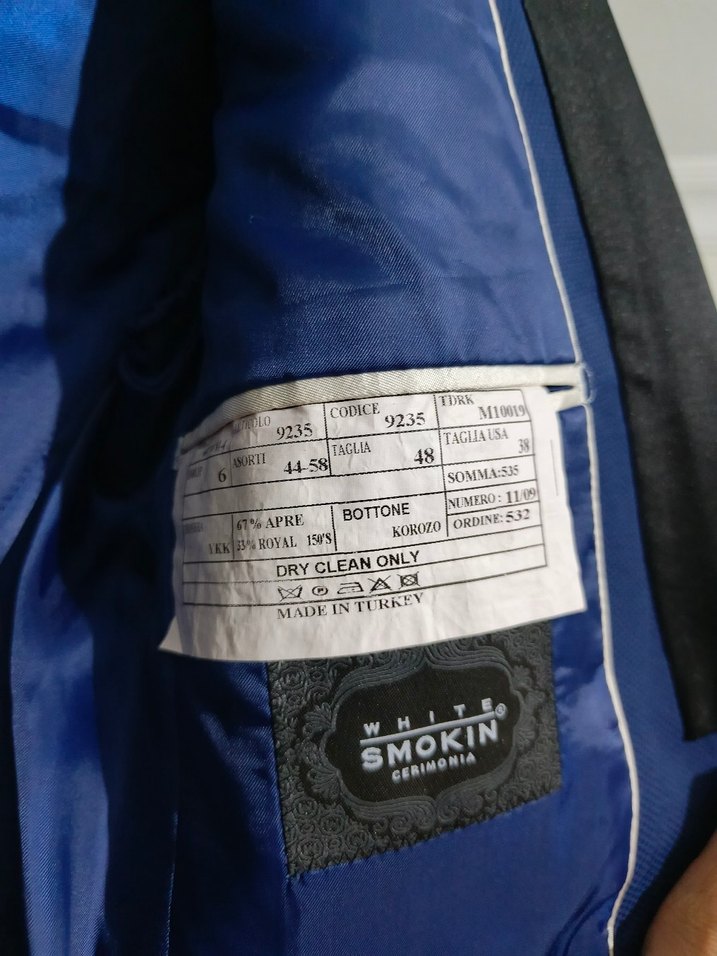 9235
CODICE
9235
TDRK
M10019
6
ASORTI
44-58
TAGLIA
48
TAGLIA USA
38
SOMMA:535
YKK
67 % APRE
33 % ROYAL 150'S
BOTTONE
KOROZO
NUMERO : 11/09
ORDINE: 532
DRY CLEAN ONLY
MADE IN TURKEY
WHITE
SMOKIN®
CERIMONIA